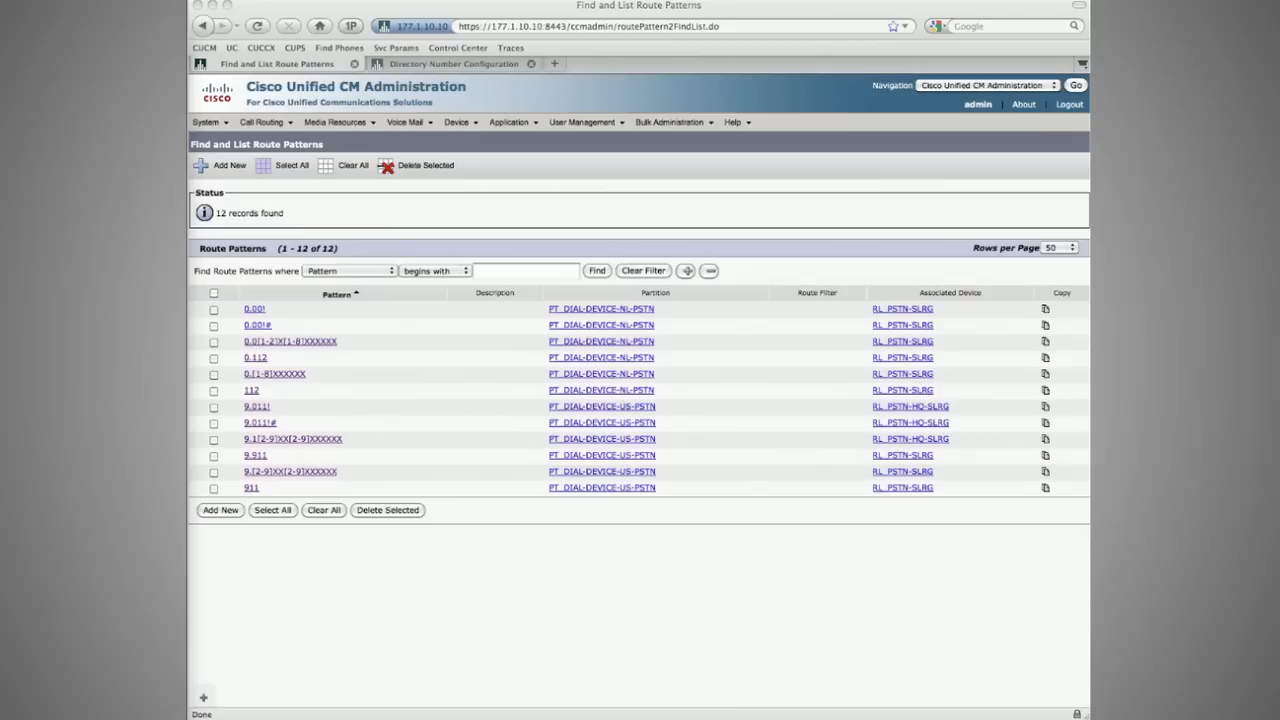 Find and List Route Patterns
1P 177.1.10.10 https://177.1.10.10:8443/ccmadmin/routePattern2FindList.do Google
CUCM UC CUCCX CUPS Find Phones Svc Params Control Center Traces
Find and List Route Patterns Directory Number Configuration
cisco Cisco Unified CM Administration Navigation Cisco Unified CM Administration Go
For Cisco Unified Communications Solutions admin About Logout
System Call Routing Media Resources Voice Mail Device Application User Management Bulk Administration Help
Find and List Route Patterns
Add New Select All Clear All Delete Selected
Status
12 records found
Route Patterns (1 - 12 of 12) Rows per Page 50
Find Route Patterns where Pattern begins with Find Clear Filter
Pattern Description Partition Route Filter Associated Device Copy
0.00! PT_DIAL-DEVICE-NL-PSTN RL_PSTN-SLRG
0.00!# PT_DIAL-DEVICE-NL-PSTN RL_PSTN-SLRG
0.0[1-2]X[1-8]XXXXXX PT_DIAL-DEVICE-NL-PSTN RL_PSTN-SLRG
0.112 PT_DIAL-DEVICE-NL-PSTN RL_PSTN-SLRG
0.[1-8]XXXXXX PT_DIAL-DEVICE-NL-PSTN RL_PSTN-SLRG
112 PT_DIAL-DEVICE-NL-PSTN RL_PSTN-SLRG
9.011! PT_DIAL-DEVICE-US-PSTN RL_PSTN-HQ-SLRG
9.011!# PT_DIAL-DEVICE-US-PSTN RL_PSTN-HQ-SLRG
9.1[2-9]XX[2-9]XXXXXX PT_DIAL-DEVICE-US-PSTN RL_PSTN-HQ-SLRG
9.911 PT_DIAL-DEVICE-US-PSTN RL_PSTN-SLRG
9.[2-9]XX[2-9]XXXXXX PT_DIAL-DEVICE-US-PSTN RL_PSTN-SLRG
911 PT_DIAL-DEVICE-US-PSTN RL_PSTN-SLRG
Add New Select All Clear All Delete Selected
Done